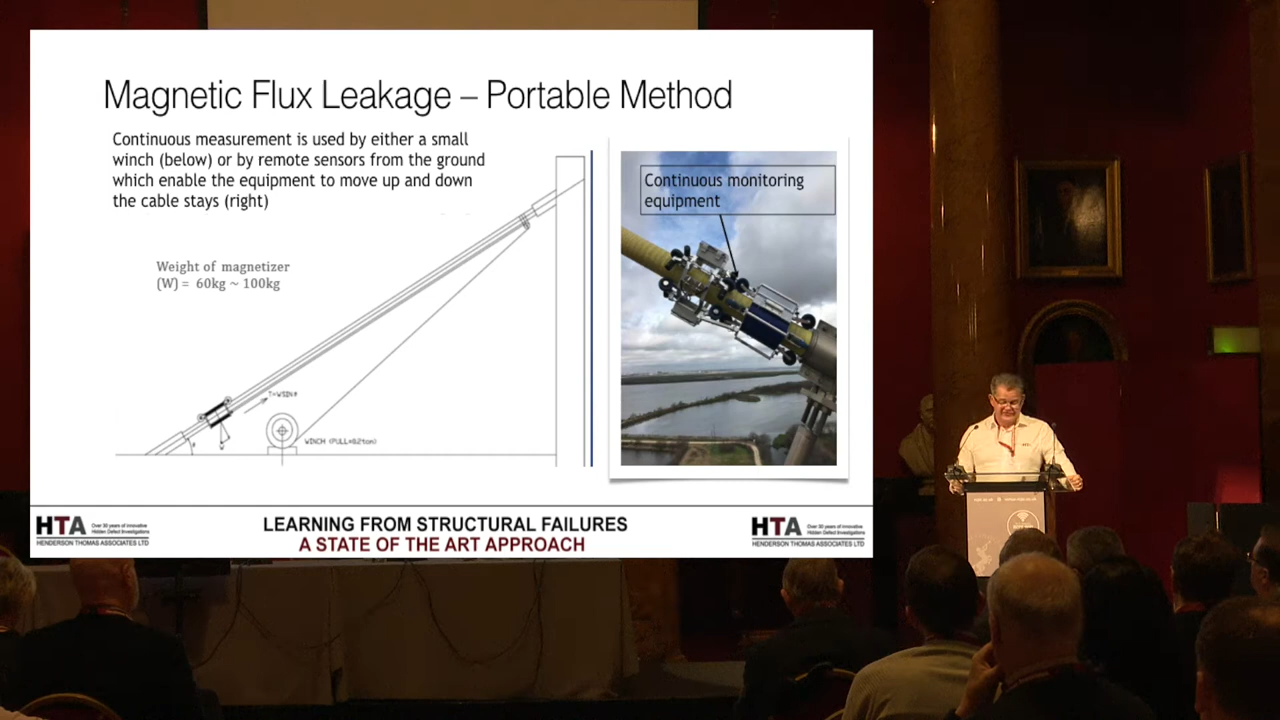 Magnetic Flux Leakage – Portable Method
Continuous measurement is used by either a small
winch (below) or by remote sensors from the ground
which enable the equipment to move up and down
the cable stays (right)
Weight of magnetizer
(W) = 60kg ~ 100kg
T=WSINθ
WINCH (PULL=0.2ton)
Continuous monitoring
equipment
HTA
Over 30 years of innovative
Hidden Defect Investigations
HENDERSON THOMAS ASSOCIATES LTD
LEARNING FROM STRUCTURAL FAILURES
A STATE OF THE ART APPROACH
HTA
Over 30 years of innovative
Hidden Defect Investigations
HENDERSON THOMAS ASSOCIATES LTD